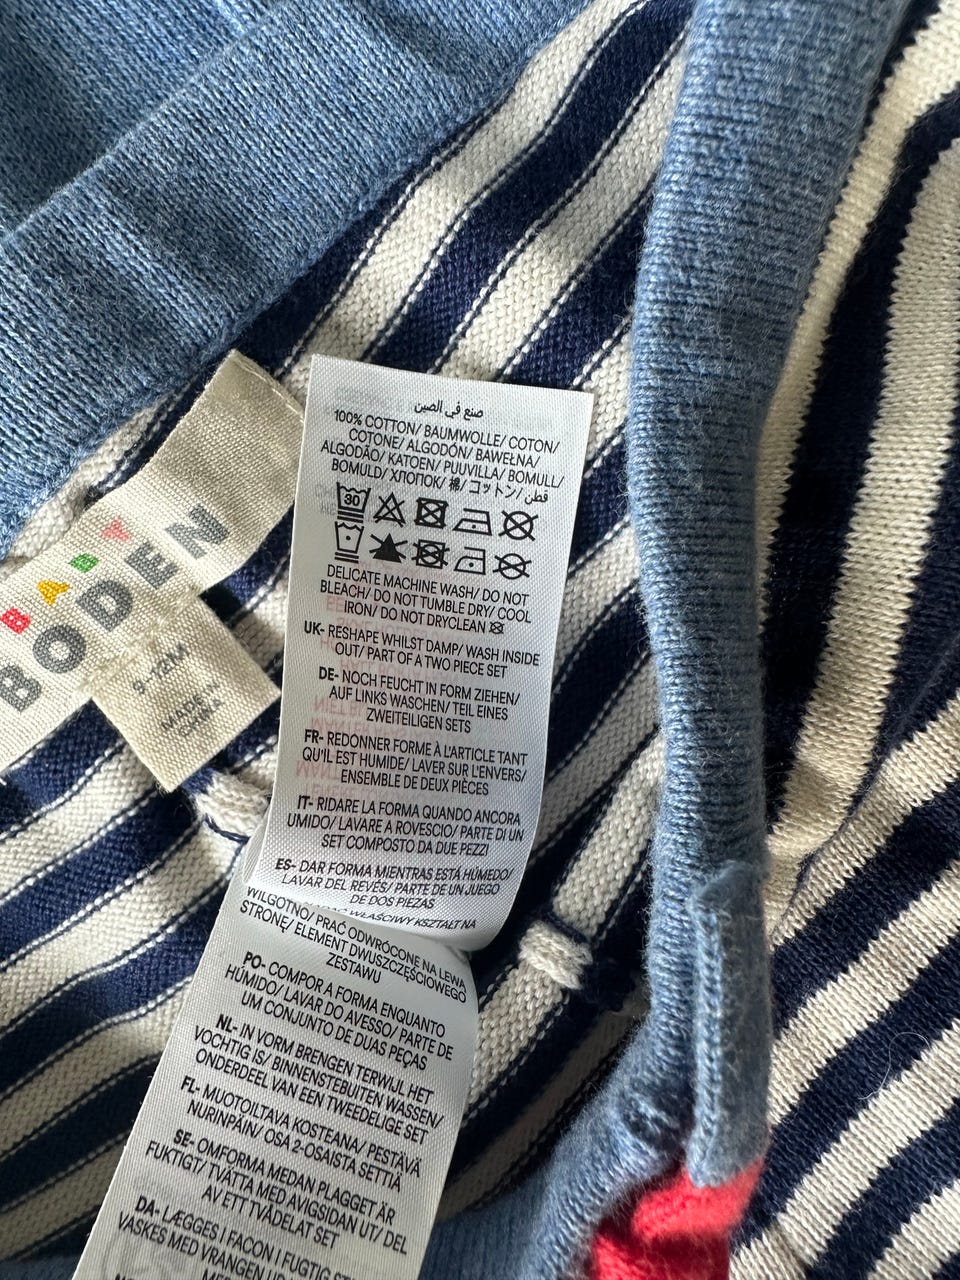 BABY
BODEN
9-12M
MADE IN
CHINA
صنع في الصين
100% COTTON/ BAUMWOLLE/ COTON/
COTONE/ ALGODÓN/ BAWEŁNA/
ALGODÃO/ KATOEN/ PUUVILLA/ BOMULL/
BOMULD/ ХЛОПОК/ 棉/ コットン/ قطن
30
DELICATE MACHINE WASH/ DO NOT
BLEACH/ DO NOT TUMBLE DRY/ COOL
IRON/ DO NOT DRYCLEAN
UK- RESHAPE WHILST DAMP/ WASH INSIDE
OUT/ PART OF A TWO PIECE SET
DE- NOCH FEUCHT IN FORM ZIEHEN/
AUF LINKS WASCHEN/ TEIL EINES
ZWEITEILIGEN SETS
FR- REDONNER FORME À L'ARTICLE TANT
QU'IL EST HUMIDE/ LAVER SUR L'ENVERS/
ENSEMBLE DE DEUX PIÈCES
IT- RIDARE LA FORMA QUANDO ANCORA
UMIDO/ LAVARE A ROVESCIO/ PARTE DI UN
SET COMPOSTO DA DUE PEZZI
ES- DAR FORMA MIENTRAS ESTÁ HÚMEDO/
LAVAR DEL REVÉS/ PARTE DE UN JUEGO
DE DOS PIEZAS
WŁAŚCIWY KSZTAŁT NA
WILGOTNO/ PRAĆ ODWRÓCONE NA LEWĄ
STRONĘ/ ELEMENT DWUSZCZĘŚCIOWEGO
ZESTAWU
PO- COMPOR A FORMA ENQUANTO
HÚMIDO/ LAVAR DO AVESSO/ PARTE DE
UM CONJUNTO DE DUAS PEÇAS
NL- IN VORM BRENGEN TERWIJL HET
VOCHTIG IS/ BINNENSTEBUITEN WASSEN/
ONDERDEEL VAN EEN TWEEDELIGE SET
FL- MUOTOILTAVA KOSTEANA/ PESTÄVÄ
NURINPÄIN/ OSA 2-OSAISTA SETTIÄ
SE- OMFORMA MEDAN PLAGGET ÄR
FUKTIGT/ TVÄTTA MED AVIGSIDAN UT/ DEL
AV ETT TVÅDELAT SET
DA- LÆGGES I FACON I FUGTIG
VASKES MED VRANGEN